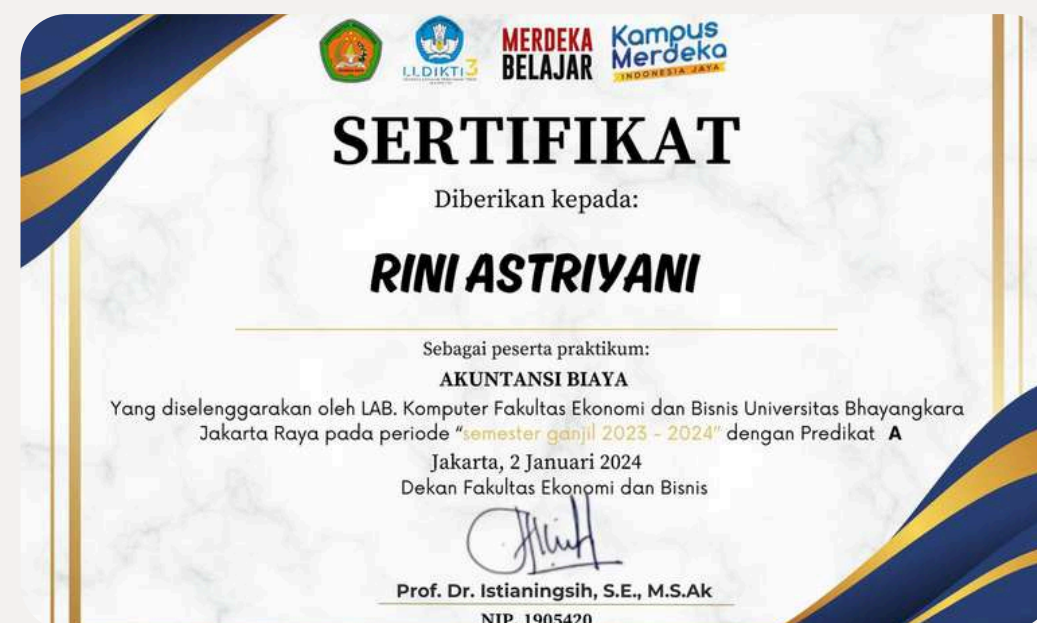 LLDIKTI 3
MERDEKA
BELAJAR
Kampus
Merdeka
INDONESIA JAYA
SERTIFIKAT
Diberikan kepada:
RINI ASTRIYANI
Sebagai peserta praktikum:
AKUNTANSI BIAYA
Yang diselenggarakan oleh LAB. Komputer Fakultas Ekonomi dan Bisnis Universitas Bhayangkara
Jakarta Raya pada periode “semester ganjil 2023 - 2024” dengan Predikat A
Jakarta, 2 Januari 2024
Dekan Fakultas Ekonomi dan Bisnis
Prof. Dr. Istianingsih, S.E., M.S.Ak
NIP. 1905420